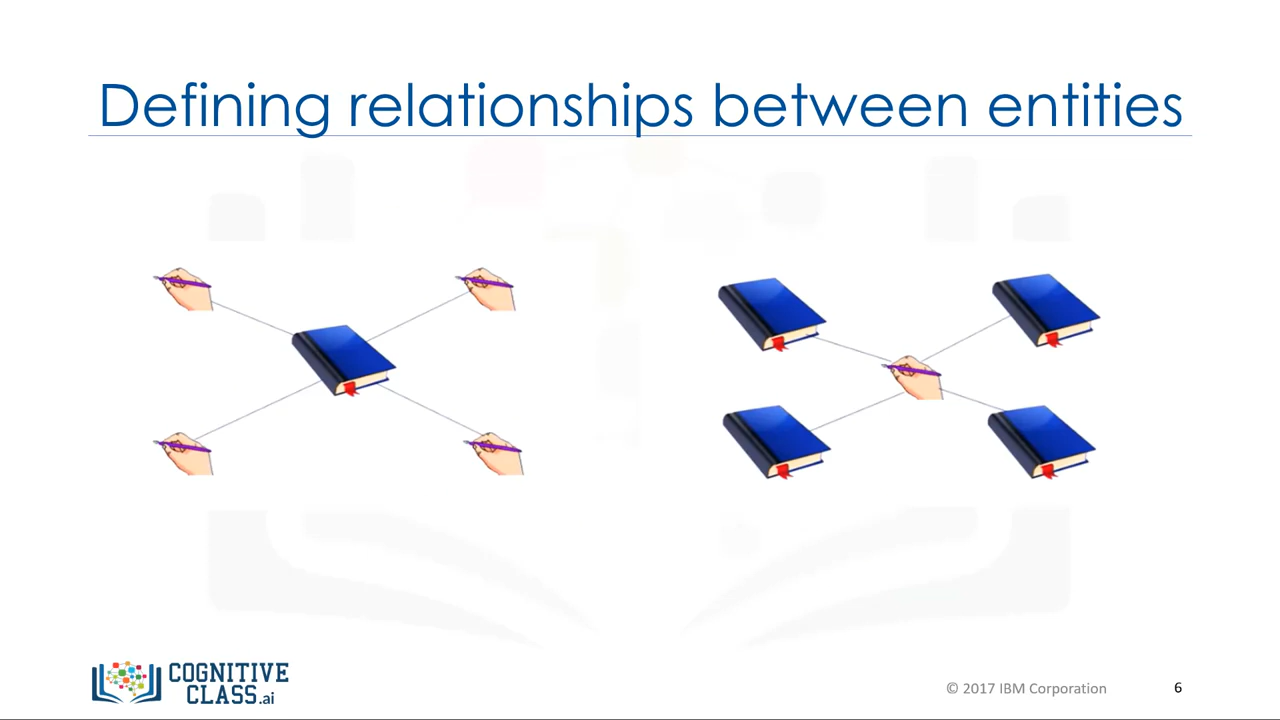 Defining relationships between entities
COGNITIVE
CLASS.ai
© 2017 IBM Corporation
6